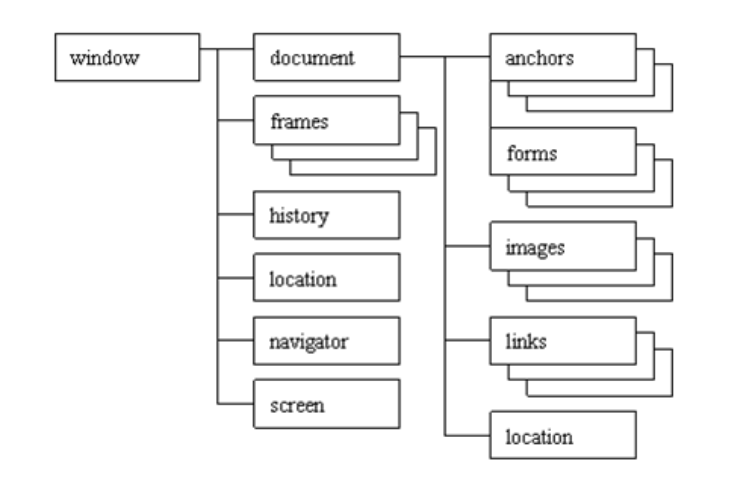 window
document
frames
history
location
navigator
screen
anchors
forms
images
links
location